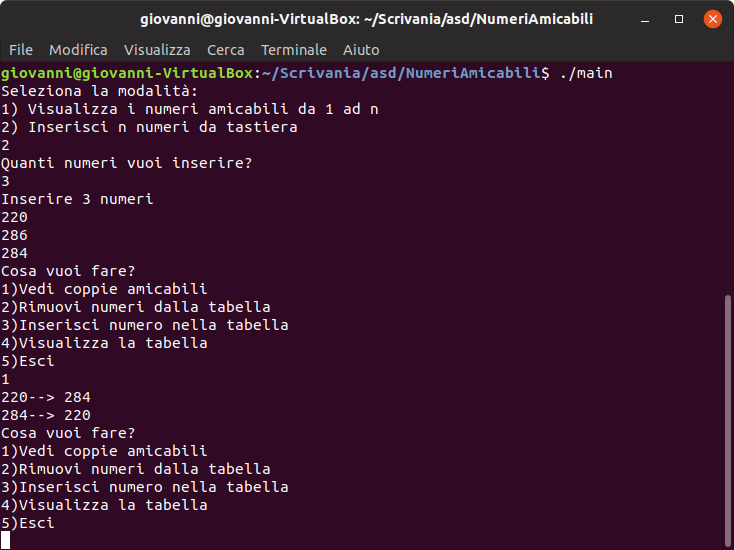 giovanni@giovanni-VirtualBox: ~/Scrivania/asd/NumeriAmicabili
File Modifica Visualizza Cerca Terminale Aiuto
giovanni@giovanni-VirtualBox:~/Scrivania/asd/NumeriAmicabili$ ./main
Seleziona la modalità:
1) Visualizza i numeri amicabili da 1 ad n
2) Inserisci n numeri da tastiera
2
Quanti numeri vuoi inserire?
3
Inserire 3 numeri
220
286
284
Cosa vuoi fare?
1)Vedi coppie amicabili
2)Rimuovi numeri dalla tabella
3)Inserisci numero nella tabella
4)Visualizza la tabella
5)Esci
1
220--> 284
284--> 220
Cosa vuoi fare?
1)Vedi coppie amicabili
2)Rimuovi numeri dalla tabella
3)Inserisci numero nella tabella
4)Visualizza la tabella
5)Esci